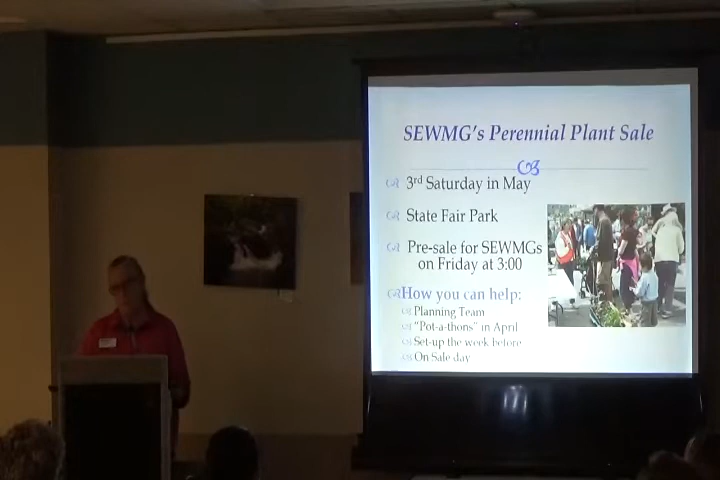 SEWMG's Perennial Plant Sale
3rd Saturday in May
State Fair Park
Pre-sale for SEWMGs
on Friday at 3:00
How you can help:
Planning Team
"Pot-a-thons" in April
Set-up the week before
On Sale day